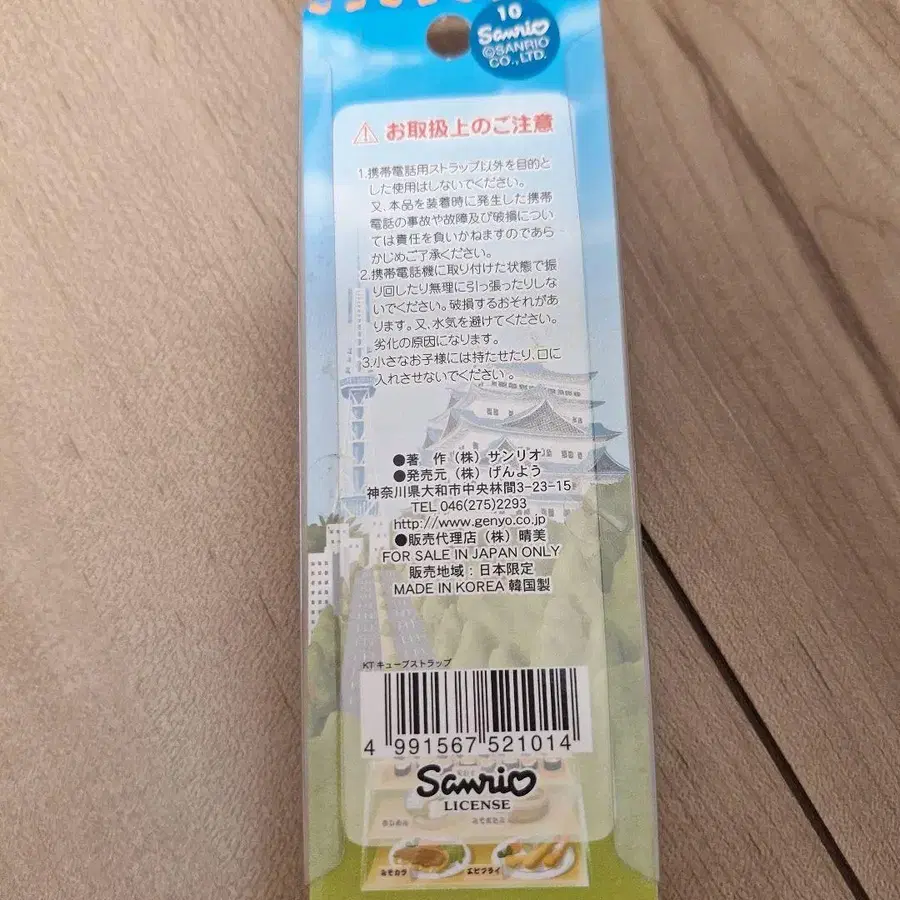 10
Sanrio
©SANRIO
CO., LTD.
⚠ お取扱上のご注意
1.携帯電話用ストラップ以外を目的と
した使用はしないでください。
又、本品を装着時に発生した携帯
電話の事故や故障及び破損につい
ては責任を負いかねますのであら
かじめご了承ください。
2.携帯電話機に取り付けた状態で振
り回したり無理に引っ張ったりしな
いでください。破損するおそれがあ
ります。又、水気を避けてください。
劣化の原因になります。
3.小さなお子様には持たせたり、口に
入れさせないでください。
●著 作（株）サンリオ
●発売元（株）げんよう
神奈川県大和市中央林間3-23-15
TEL 046(275)2293
http://www.genyo.co.jp
●販売代理店（株）晴美
FOR SALE IN JAPAN ONLY
販売地域：日本限定
MADE IN KOREA 韓国製
KT キューブストラップ
4 991567 521014
Sanrio
LICENSE
みそカツ
エビフライ